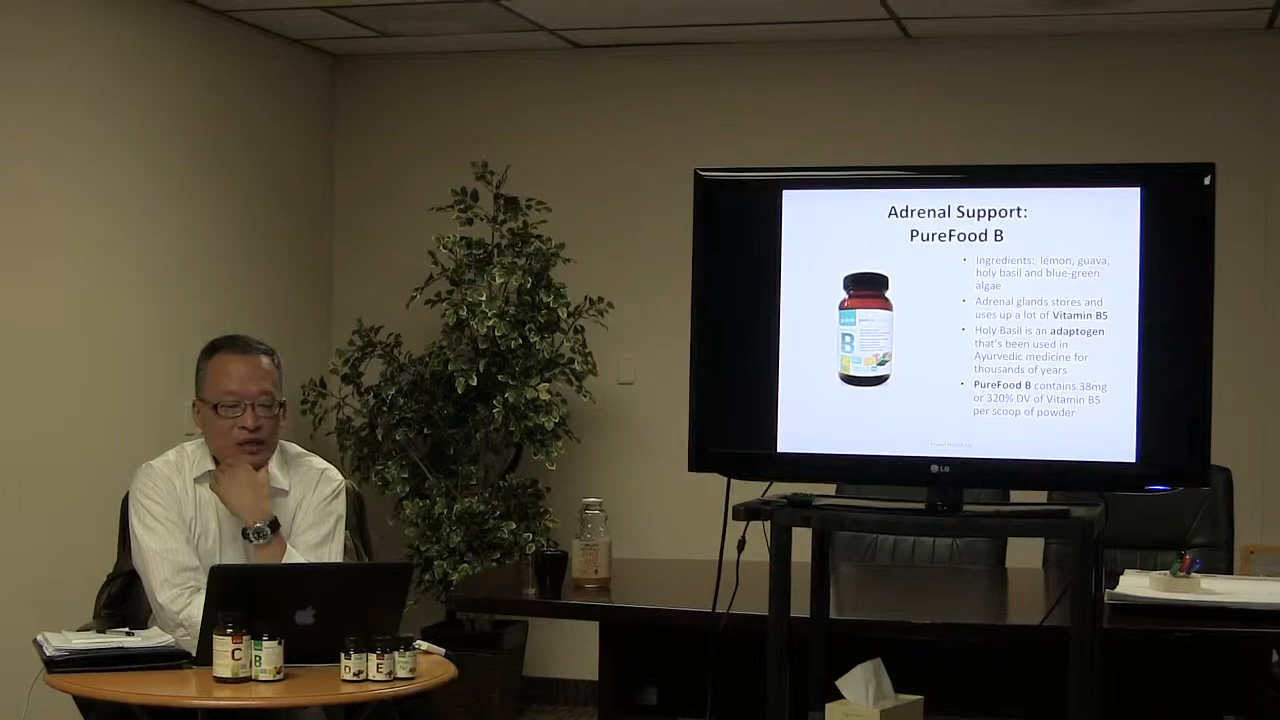 Adrenal Support:
PureFood B
• Ingredients: lemon, guava,
holy basil and blue-green
algae
• Adrenal glands stores and
uses up a lot of Vitamin B5
• Holy Basil is an adaptogen
that's been used in
Ayurvedic medicine for
thousands of years
• PureFood B contains 38mg
or 320% DV of Vitamin B5
per scoop of powder
B
LG
C
B
D
E